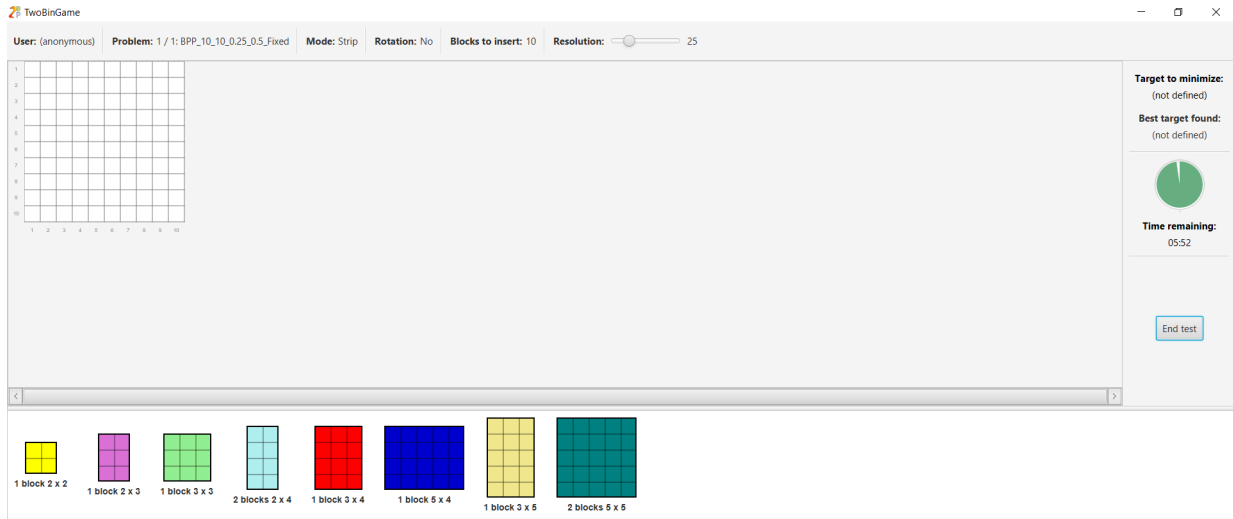 TwoBinGame
User: (anonymous) Problem: 1 / 1: BPP_10_10_0.25_0.5_Fixed Mode: Strip Rotation: No Blocks to insert: 10 Resolution: 25
1
2
3
4
5
6
7
8
9
10
1 2 3 4 5 6 7 8 9 10
Target to minimize:
(not defined)
Best target found:
(not defined)
Time remaining:
05:52
End test
1 block 2 x 2
1 block 2 x 3
1 block 3 x 3
2 blocks 2 x 4
1 block 3 x 4
1 block 5 x 4
1 block 3 x 5
2 blocks 5 x 5